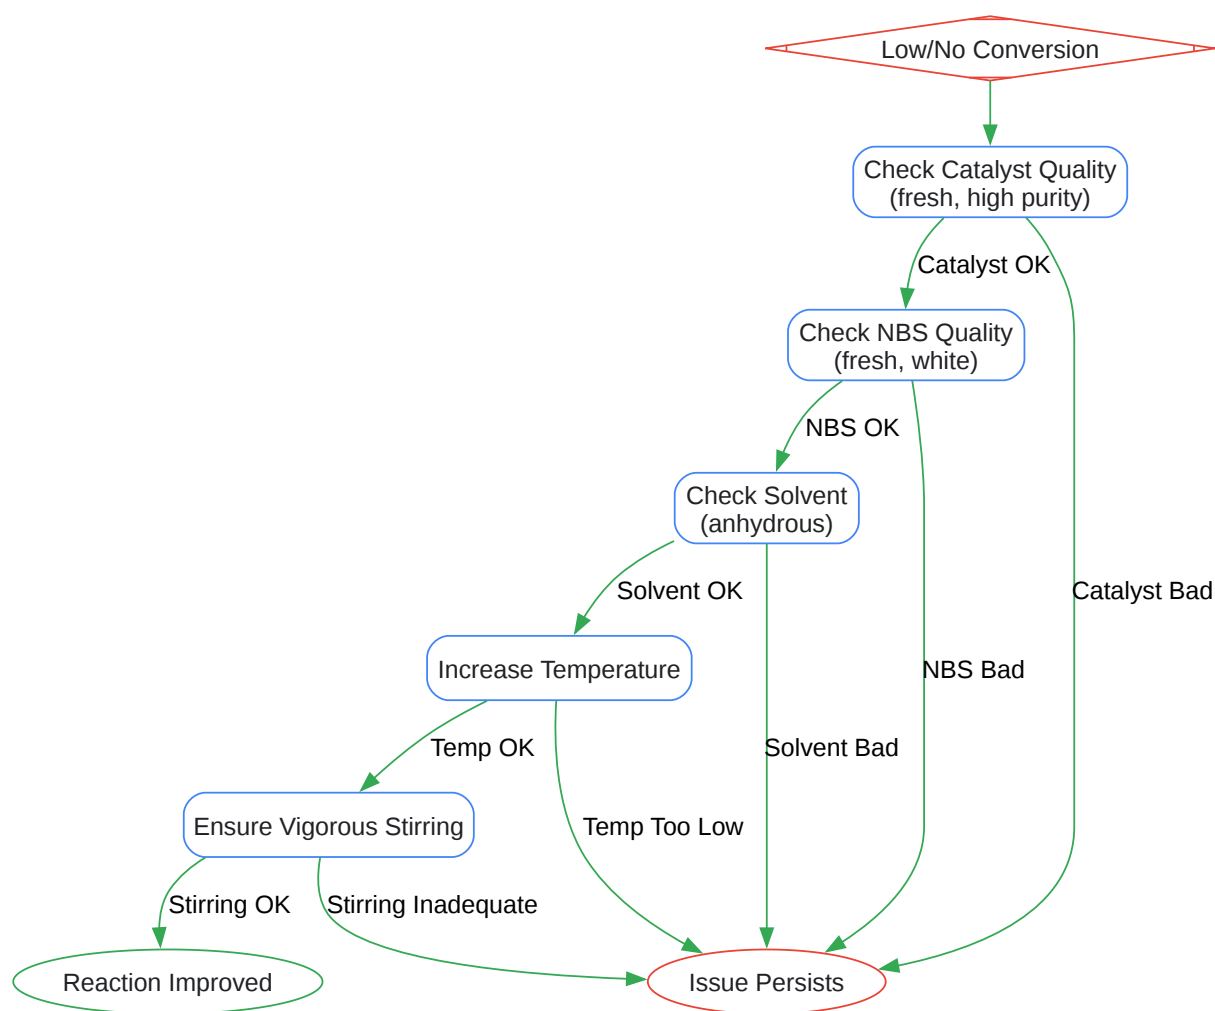 Low/No Conversion
Check Catalyst Quality
(fresh, high purity)
Catalyst OK
Check NBS Quality
(fresh, white)
NBS OK
Check Solvent
(anhydrous)
Solvent OK
Catalyst Bad
Increase Temperature
NBS Bad
Temp OK
Solvent Bad
Ensure Vigorous Stirring
Temp Too Low
Stirring OK
Stirring Inadequate
Reaction Improved
Issue Persists